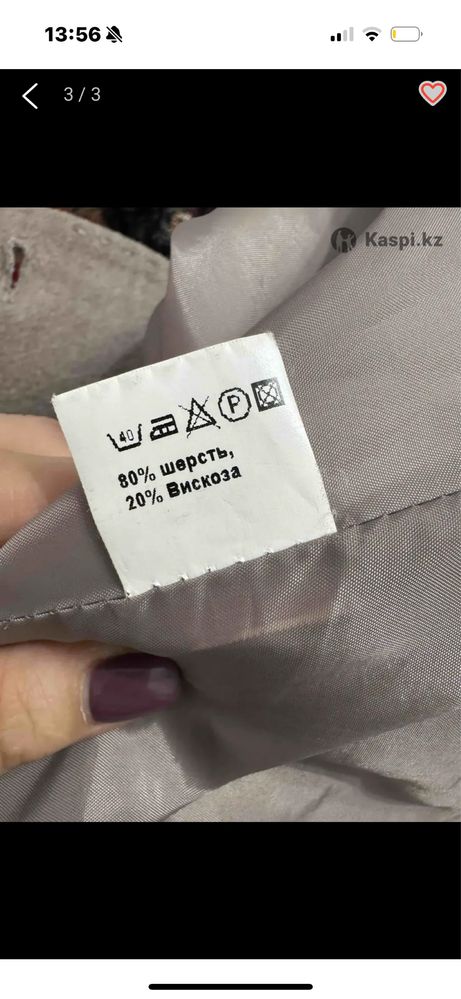 13:56
3 / 3
Kaspi.kz
40
P
80% шерсть,
20% Вискоза